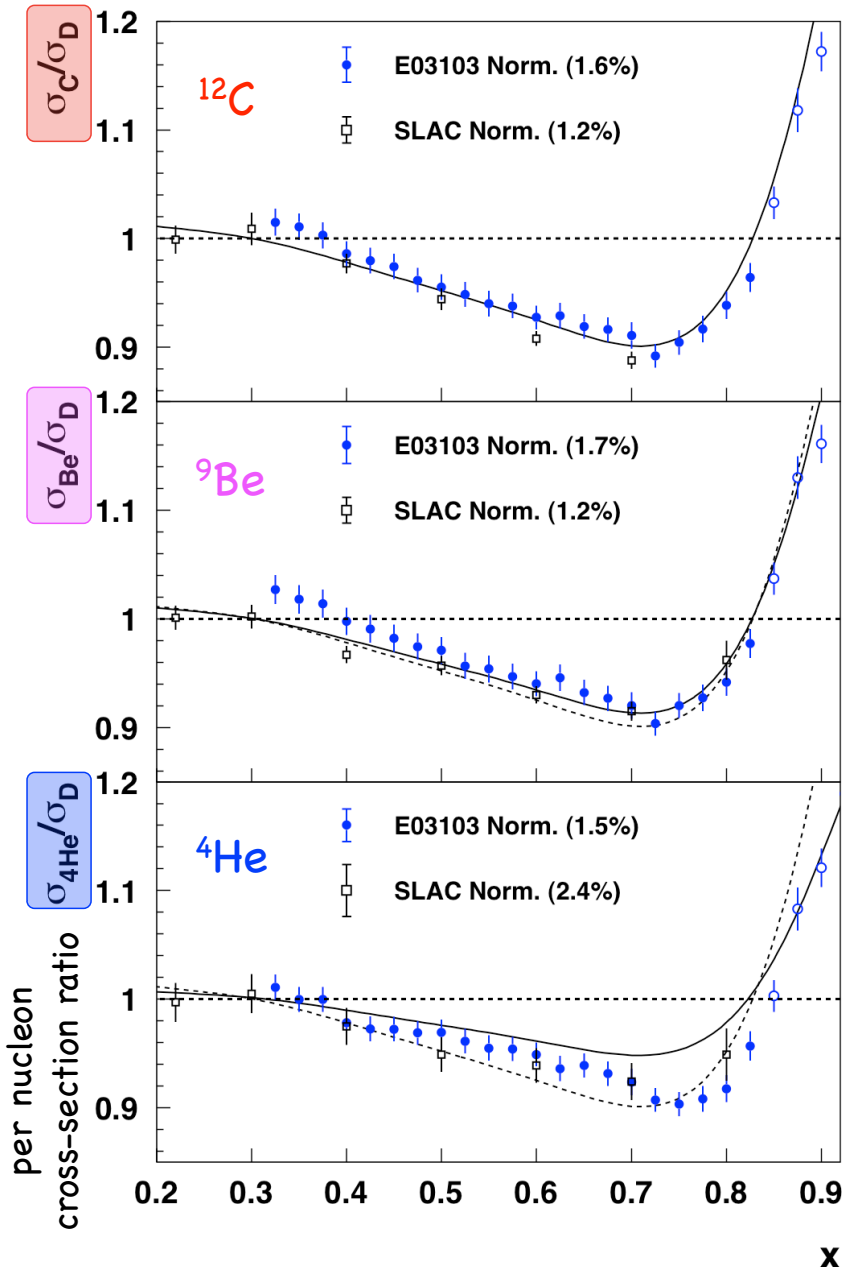 1.2
σC/σD
12C
E03103 Norm. (1.6%)
SLAC Norm. (1.2%)
1.1
1
0.9
1.2
σBe/σD
9Be
E03103 Norm. (1.7%)
SLAC Norm. (1.2%)
1.1
1
0.9
1.2
σ4He/σD
4He
E03103 Norm. (1.5%)
SLAC Norm. (2.4%)
1.1
1
0.9
per nucleon
cross-section ratio
0.2 0.3 0.4 0.5 0.6 0.7 0.8 0.9
x